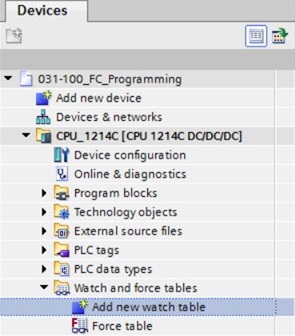 Devices
031-100_FC_Programming
Add new device
Devices & networks
CPU_1214C [CPU 1214C DC/DC/DC]
Device configuration
Online & diagnostics
Program blocks
Technology objects
External source files
PLC tags
PLC data types
Watch and force tables
Add new watch table
Force table